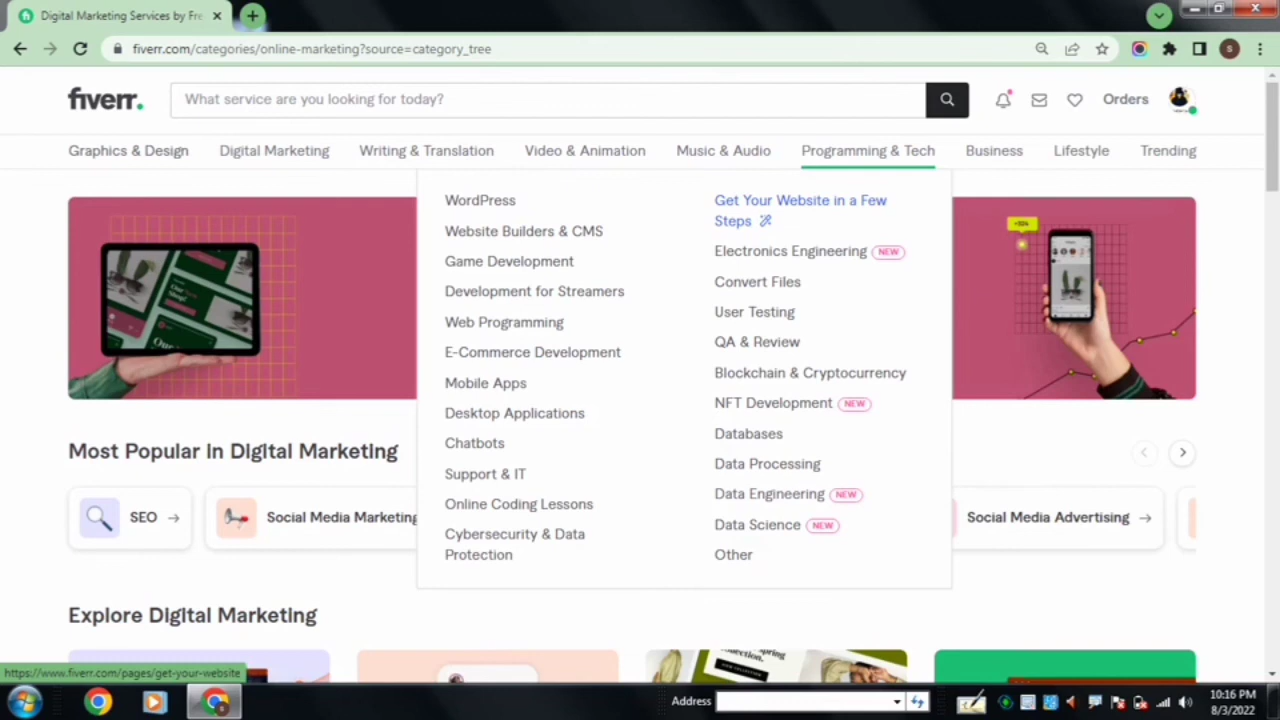 Digital Marketing Services by Fre
fiverr.com/categories/online-marketing?source=category_tree
S
fiverr.
What service are you looking for today?
Orders
Graphics & Design
Digital Marketing
Writing & Translation
Video & Animation
Music & Audio
Programming & Tech
Business
Lifestyle
Trending
WordPress
Website Builders & CMS
Game Development
Development for Streamers
Web Programming
E-Commerce Development
Mobile Apps
Desktop Applications
Chatbots
Support & IT
Online Coding Lessons
Cybersecurity & Data
Protection
Get Your Website in a Few
Steps
Electronics Engineering NEW
Convert Files
User Testing
QA & Review
Blockchain & Cryptocurrency
NFT Development NEW
Databases
Data Processing
Data Engineering NEW
Data Science NEW
Other
Most Popular in Digital Marketing
SEO
Social Media Marketing
Social Media Advertising
Explore Digital Marketing
https://www.fiverr.com/pages/get-your-website
Address
10:16 PM
8/3/2022